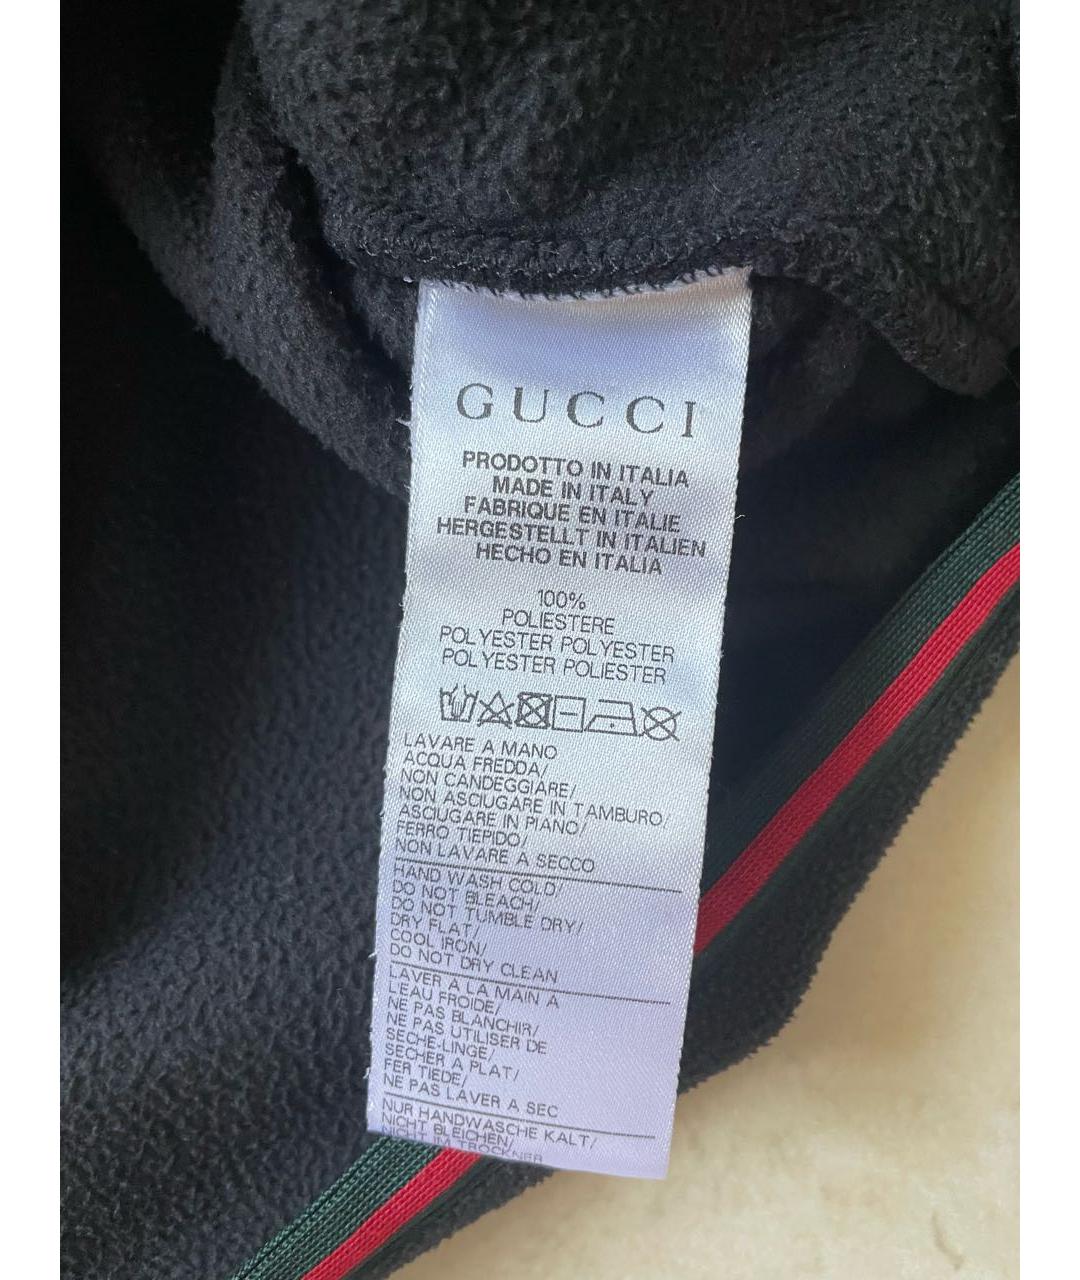 GUCCI
PRODOTTO IN ITALIA
MADE IN ITALY
FABRIQUE EN ITALIE
HERGESTELLT IN ITALIEN
HECHO EN ITALIA
100%
POLIESTERE
POLYESTER POLYESTER
POLYESTER POLIESTER
LAVARE A MANO
ACQUA FREDDA/
NON CANDEGGIARE/
NON ASCIUGARE IN TAMBURO,
ASCIUGARE IN PIANO/
FERRO TIEPIDO/
NON LAVARE A SECCO
HAND WASH COLD/
DO NOT BLEACH/
DO NOT TUMBLE DRY/
DRY FLAT/
COOL IRON/
DO NOT DRY CLEAN
LAVER A LA MAIN A
L'EAU FROIDE/
NE PAS BLANCHIR/
NE PAS UTILISER DE
SECHE-LINGE/
SECHER A PLAT/
FER TIEDE/
NE PAS LAVER A SEC
NUR HANDWASCHE KALT/
NICHT BLEICHEN/
NICHT IM TROCKNER